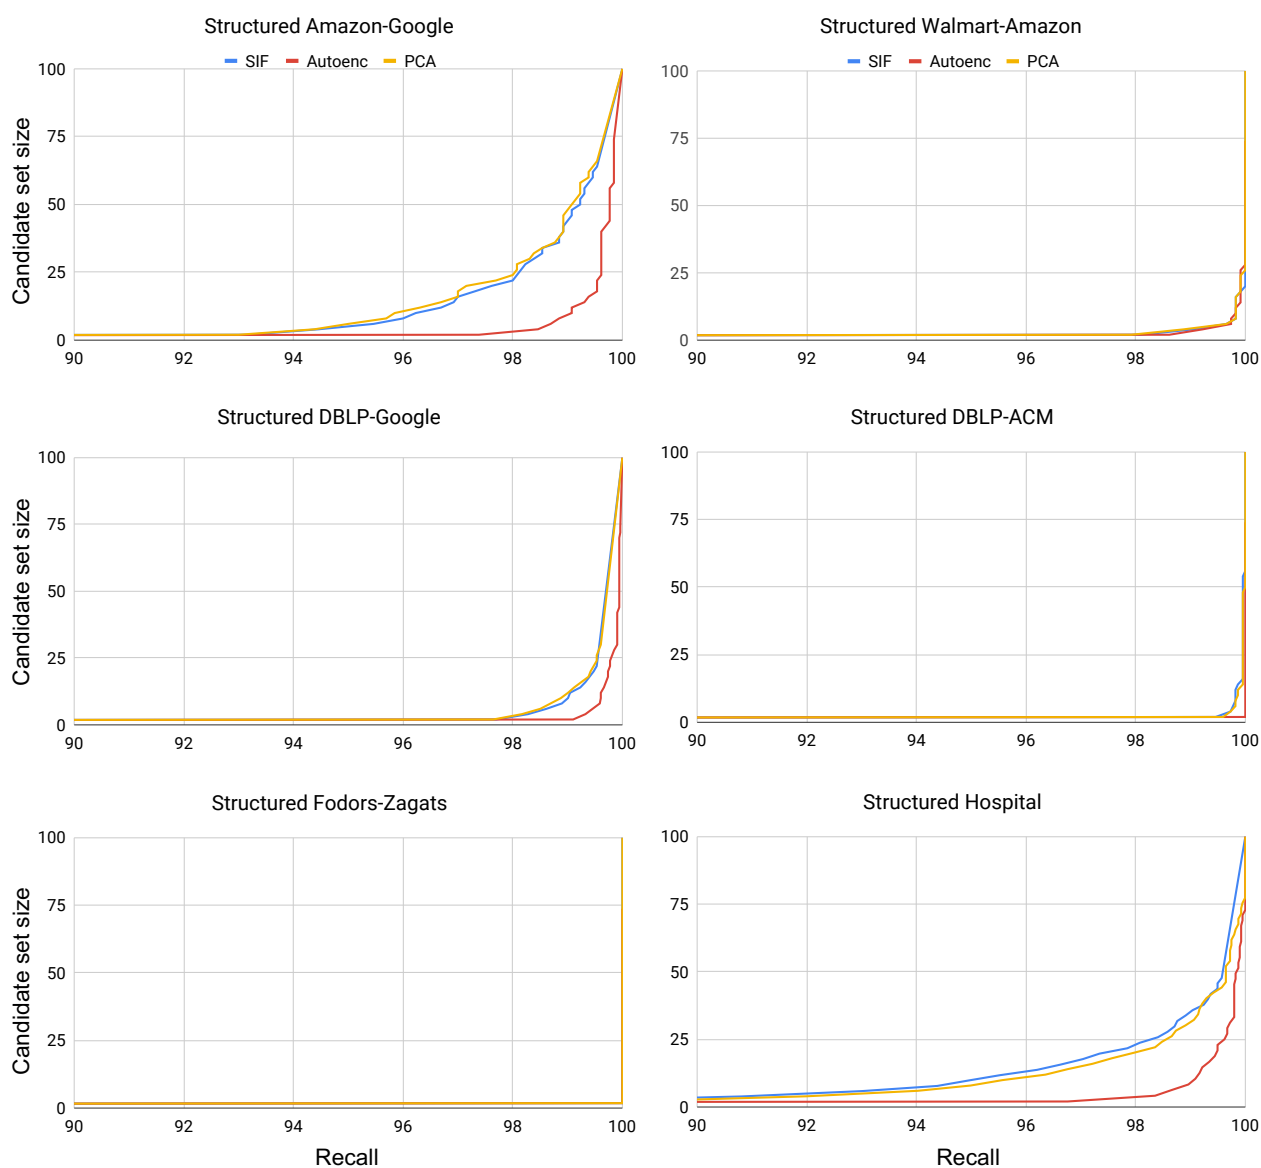 Structured Amazon-Google
SIF Autoenc PCA
Candidate set size
100
75
50
25
0
90 92 94 96 98 100
Structured Walmart-Amazon
SIF Autoenc PCA
100
75
50
25
0
90 92 94 96 98 100
Structured DBLP-Google
Candidate set size
100
75
50
25
0
90 92 94 96 98 100
Structured DBLP-ACM
100
75
50
25
0
90 92 94 96 98 100
Structured Fodors-Zagats
Candidate set size
100
75
50
25
0
90 92 94 96 98 100
Recall
Structured Hospital
100
75
50
25
0
90 92 94 96 98 100
Recall